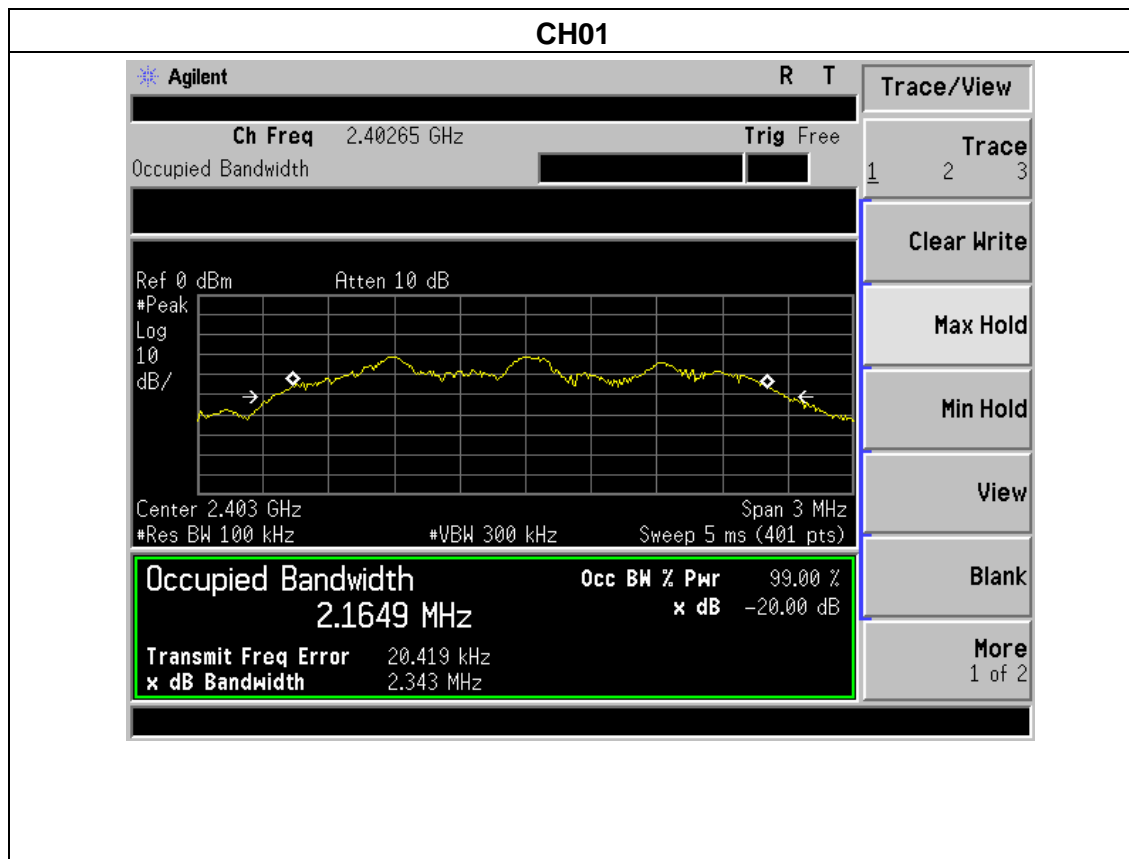 CH01
Agilent R T
Ch Freq 2.40265 GHz Trig Free
Occupied Bandwidth
Ref 0 dBm Atten 10 dB
#Peak
Log
10
dB/
Center 2.403 GHz Span 3 MHz
#Res BW 100 kHz #VBW 300 kHz Sweep 5 ms (401 pts)
Occupied Bandwidth Occ BW % Pwr 99.00 %
2.1649 MHz x dB -20.00 dB
Transmit Freq Error 20.419 kHz
x dB Bandwidth 2.343 MHz
Trace/View
Trace
1 2 3
Clear Write
Max Hold
Min Hold
View
Blank
More
1 of 2